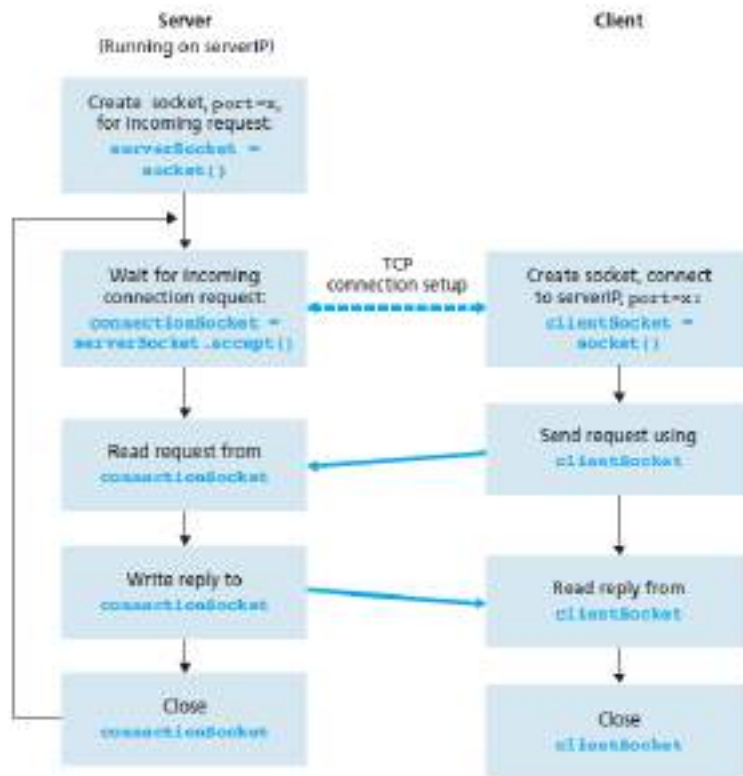 Server
(Running on serverIP)
Client
Create socket, port=x,
for incoming request:
serverSocket =
socket()
Wait for incoming
connection request:
connectionSocket =
serverSocket.accept()
TCP
connection setup
Create socket, connect
to serverIP, port=x:
clientSocket =
socket()
Read request from
connectionSocket
Send request using
clientSocket
Write reply to
connectionSocket
Read reply from
clientSocket
Close
connectionSocket
Close
clientSocket